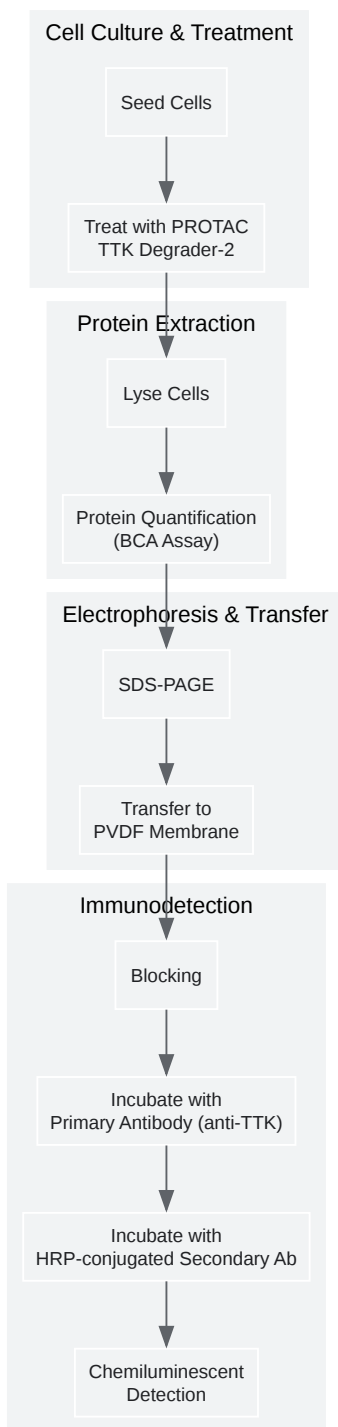 Cell Culture & Treatment
Seed Cells
Treat with PROTAC
TTK Degrader-2
Protein Extraction
Lyse Cells
Protein Quantification
(BCA Assay)
Electrophoresis & Transfer
SDS-PAGE
Transfer to
PVDF Membrane
Immunodetection
Blocking
Incubate with
Primary Antibody (anti-TTK)
Incubate with
HRP-conjugated Secondary Ab
Chemiluminescent
Detection